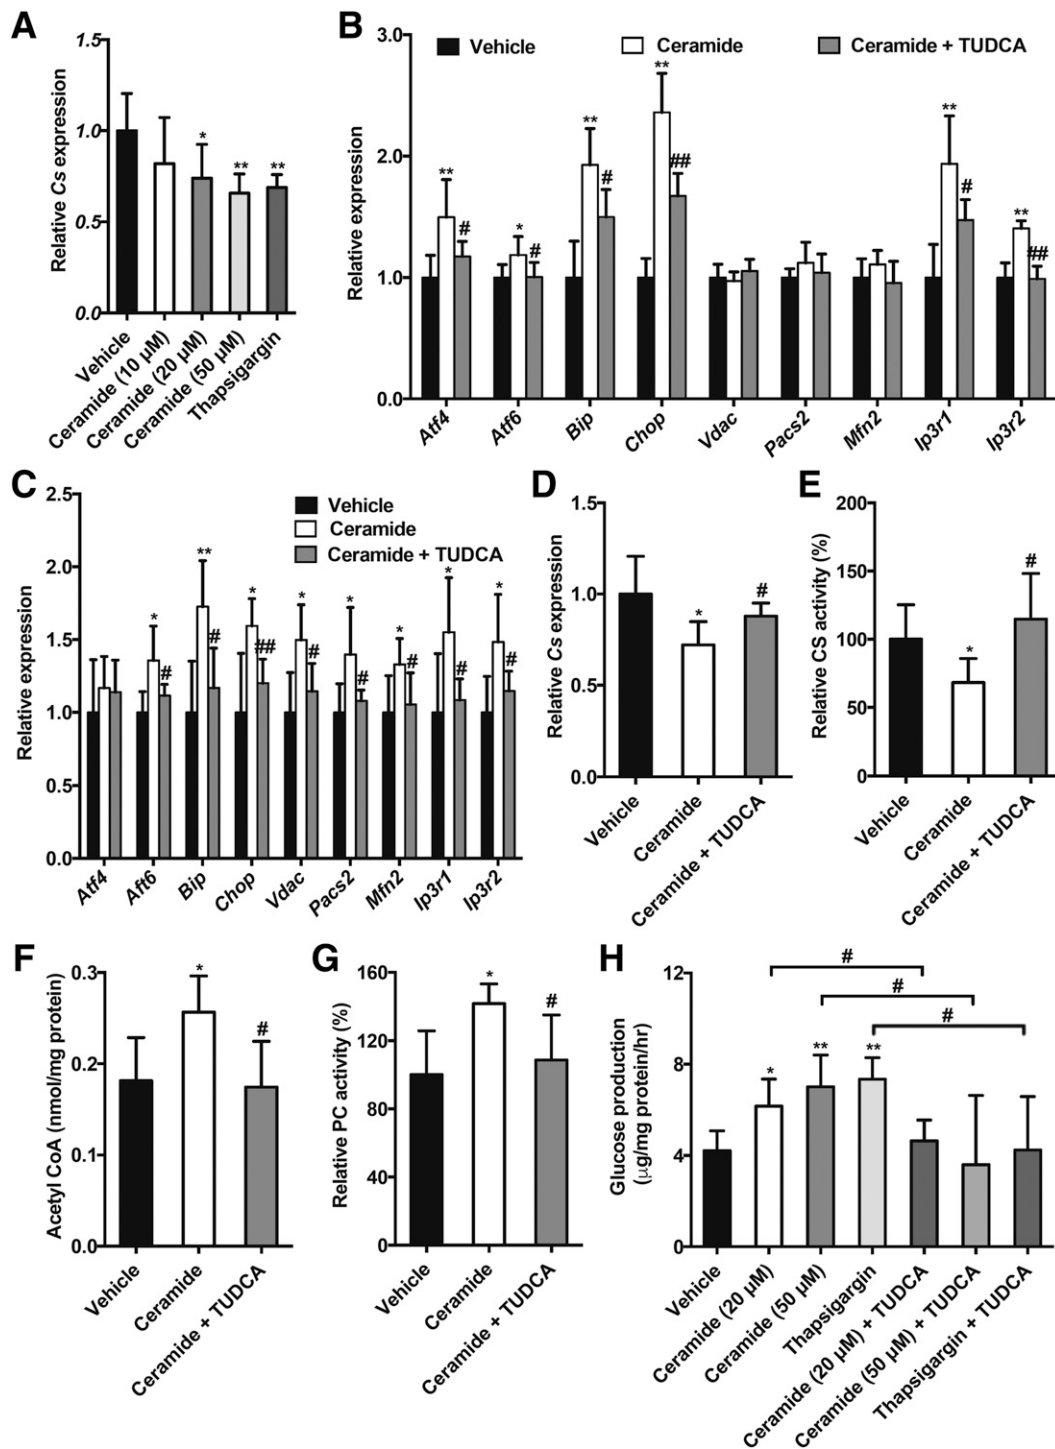 A
1.5
1.0
0.5
0.0
Relative Cs expression
*
**
**
Vehicle
Ceramide (10 µM)
Ceramide (20 µM)
Ceramide (50 µM)
Thapsigargin
B
Vehicle
Ceramide
Ceramide + TUDCA
3.0
2.0
1.0
0.0
Relative expression
**
#
*
#
**
#
**
##
**
#
**
##
Atf4
Atf6
Bip
Chop
Vdac
Pacs2
Mfn2
Ip3r1
Ip3r2
C
Vehicle
Ceramide
Ceramide + TUDCA
2.5
2.0
1.5
1.0
0.5
0.0
Relative expression
*
#
**
#
*
##
*
#
*
#
*
#
*
#
*
#
Atf4
Aft6
Bip
Chop
Vdac
Pacs2
Mfn2
Ip3r1
Ip3r2
D
1.5
1.0
0.5
0.0
Relative Cs expression
*
#
Vehicle
Ceramide
Ceramide + TUDCA
E
200
150
100
50
0
Relative CS activity (%)
*
#
Vehicle
Ceramide
Ceramide + TUDCA
F
0.3
0.2
0.1
0.0
Acetyl CoA (nmol/mg protein)
*
#
Vehicle
Ceramide
Ceramide + TUDCA
G
160
120
80
40
0
Relative PC activity (%)
*
#
Vehicle
Ceramide
Ceramide + TUDCA
H
12
8
4
0
Glucose production
(µg/mg protein/hr)
#
#
#
*
**
**
Vehicle
Ceramide (20 µM)
Ceramide (50 µM)
Thapsigargin
Ceramide (20 µM) + TUDCA
Ceramide (50 µM) + TUDCA
Thapsigargin + TUDCA